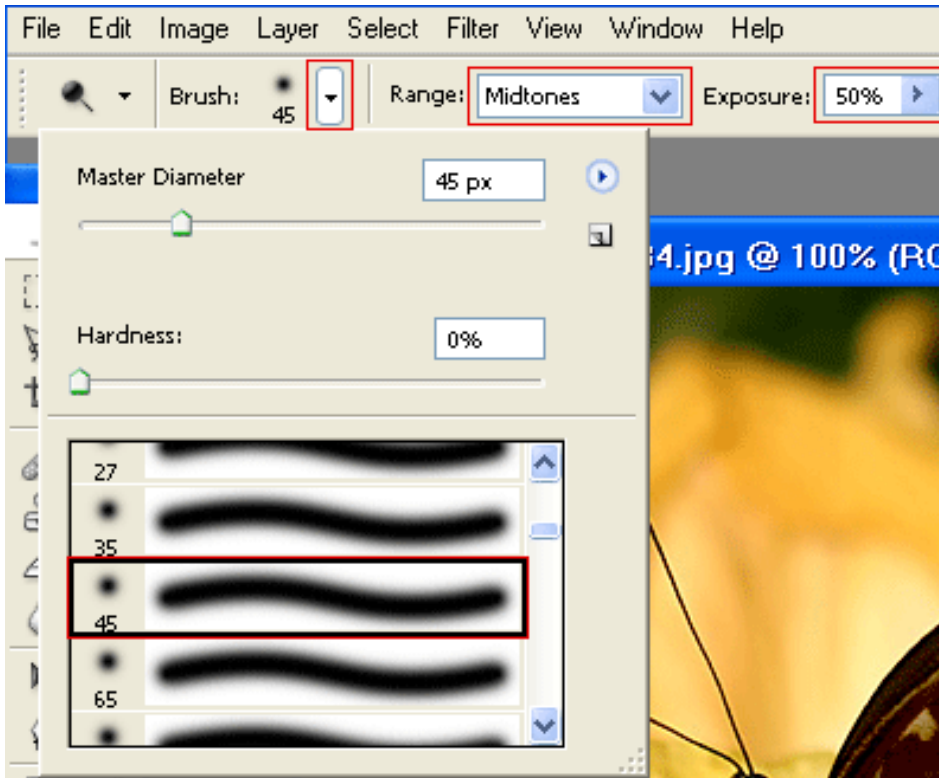 File Edit Image Layer Select Filter View Window Help
Brush: 45 Range: Midtones Exposure: 50%
Master Diameter 45 px
4.jpg @ 100% (RG
Hardness: 0%
27
35
45
65